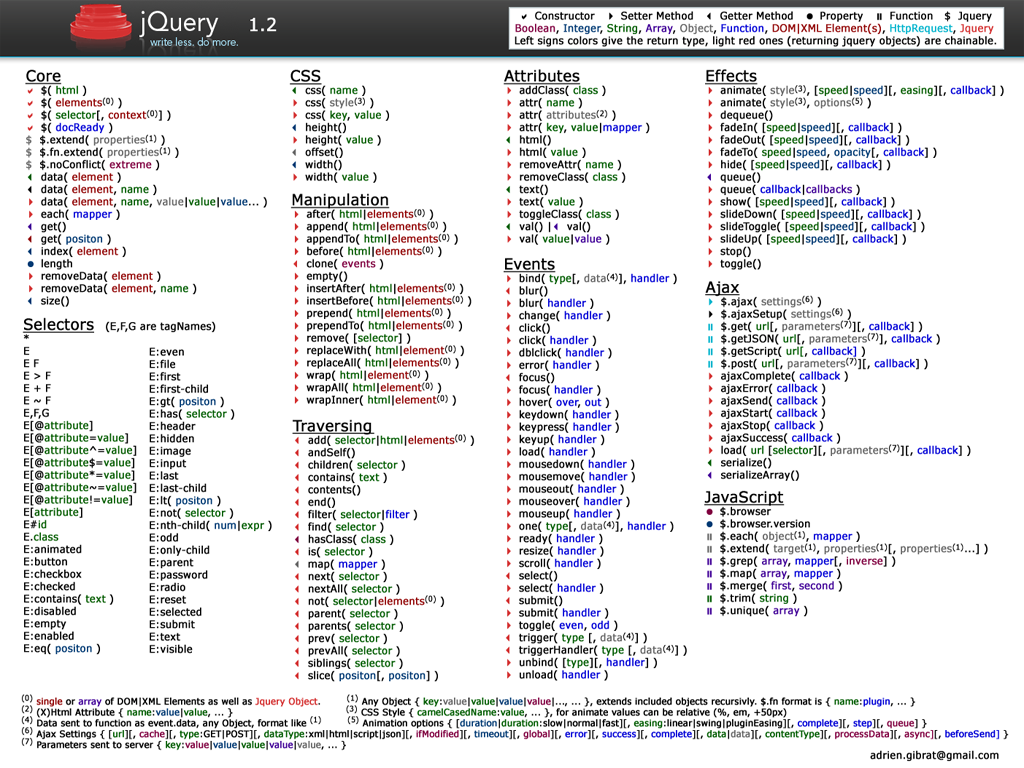 jQuery 1.2
write less, do more.
Constructor Setter Method Getter Method Property Function $ Jquery
Boolean, Integer, String, Array, Object, Function, DOM|XML Element(s), HttpRequest, Jquery
Left signs colors give the return type, light red ones (returning jquery objects) are chainable.
Core
$( html )
$( elements(0) )
$( selector[, context(0)] )
$( docReady )
$ $.extend( properties(1) )
$ $.fn.extend( properties(1) )
$ $.noConflict( extreme )
data( element )
data( element, name )
data( element, name, value|value|value... )
each( mapper )
get()
get( positon )
index( element )
length
removeData( element )
removeData( element, name )
size()
Selectors (E,F,G are tagNames)
*
E
E F
E > F
E + F
E ~ F
E,F,G
E[@attribute]
E[@attribute=value]
E[@attribute^=value]
E[@attribute$=value]
E[@attribute*=value]
E[@attribute~=value]
E[@attribute!=value]
E[attribute]
E#id
E.class
E:animated
E:button
E:checkbox
E:checked
E:contains( text )
E:disabled
E:empty
E:enabled
E:eq( positon )
E:even
E:file
E:first
E:first-child
E:gt( positon )
E:has( selector )
E:header
E:hidden
E:image
E:input
E:last
E:last-child
E:lt( positon )
E:not( selector )
E:nth-child( num|expr )
E:odd
E:only-child
E:parent
E:password
E:radio
E:reset
E:selected
E:submit
E:text
E:visible
CSS
css( name )
css( style(3) )
css( key, value )
height()
height( value )
offset()
width()
width( value )
Manipulation
after( html|elements(0) )
append( html|elements(0) )
appendTo( html|elements(0) )
before( html|elements(0) )
clone( events )
empty()
insertAfter( html|elements(0) )
insertBefore( html|elements(0) )
prepend( html|elements(0) )
prependTo( html|elements(0) )
remove( [selector] )
replaceWith( html|element(0) )
replaceAll( html|elements(0) )
wrap( html|element(0) )
wrapAll( html|element(0) )
wrapInner( html|element(0) )
Traversing
add( selector|html|elements(0) )
andSelf()
children( selector )
contains( text )
contents()
end()
filter( selector|filter )
find( selector )
hasClass( class )
is( selector )
map( mapper )
next( selector )
nextAll( selector )
not( selector|elements(0) )
parent( selector )
parents( selector )
prev( selector )
prevAll( selector )
siblings( selector )
slice( positon[, positon] )
Attributes
addClass( class )
attr( name )
attr( attributes(2) )
attr( key, value|mapper )
html()
html( value )
removeAttr( name )
removeClass( class )
text()
text( value )
toggleClass( class )
val() | val()
val( value|value )
Events
bind( type[, data(4)], handler )
blur()
blur( handler )
change( handler )
click()
click( handler )
dblclick( handler )
error( handler )
focus()
focus( handler )
hover( over, out )
keydown( handler )
keypress( handler )
keyup( handler )
load( handler )
mousedown( handler )
mousemove( handler )
mouseout( handler )
mouseover( handler )
mouseup( handler )
one( type[, data(4)], handler )
ready( handler )
resize( handler )
scroll( handler )
select()
select( handler )
submit()
submit( handler )
toggle( even, odd )
trigger( type [, data(4)] )
triggerHandler( type [, data(4)] )
unbind( [type][, handler] )
unload( handler )
Effects
animate( style(3), [speed|speed][, easing][, callback] )
animate( style(3), options(5) )
dequeue()
fadeIn( [speed|speed][, callback] )
fadeOut( [speed|speed][, callback] )
fadeTo( speed|speed, opacity[, callback] )
hide( [speed|speed][, callback] )
queue()
queue( callback|callbacks )
show( [speed|speed][, callback] )
slideDown( [speed|speed][, callback] )
slideToggle( [speed|speed][, callback] )
slideUp( [speed|speed][, callback] )
stop()
toggle()
Ajax
$.ajax( settings(6) )
$.ajaxSetup( settings(6) )
$.get( url[, parameters(7)][, callback] )
$.getJSON( url[, parameters(7)], callback )
$.getScript( url[, callback] )
$.post( url[, parameters(7)][, callback] )
ajaxComplete( callback )
ajaxError( callback )
ajaxSend( callback )
ajaxStart( callback )
ajaxStop( callback )
ajaxSuccess( callback )
load( url [selector][, parameters(7)][, callback] )
serialize()
serializeArray()
JavaScript
$.browser
$.browser.version
$.each( object(1), mapper )
$.extend( target(1), properties(1)[, properties(1)...] )
$.grep( array, mapper[, inverse] )
$.map( array, mapper )
$.merge( first, second )
$.trim( string )
$.unique( array )
(0) single or array of DOM|XML Elements as well as Jquery Object.
(1) Any Object { key:value|value|value|value|..., ... }, extends included objects recursivly. $.fn format is { name:plugin, ... }
(2) (X)Html Attribute { name:value|value, ... }
(3) CSS Style { camelCasedName:value, ... }, for animate values can be relative (%, em, +50px)
(4) Data sent to function as event.data, any Object, format like (1)
(5) Animation options { [duration|duration:slow|normal|fast][, easing:linear|swing|pluginEasing][, complete][, step][, queue] }
(6) Ajax Settings { [url][, cache][, type:GET|POST][, dataType:xml|html|script|json][, ifModified][, timeout][, global][, error][, success][, complete][, data|data][, contentType][, processData][, async][, beforeSend] }
(7) Parameters sent to server { key:value|value|value|value|value, ... }
adrien.gibrat@gmail.com